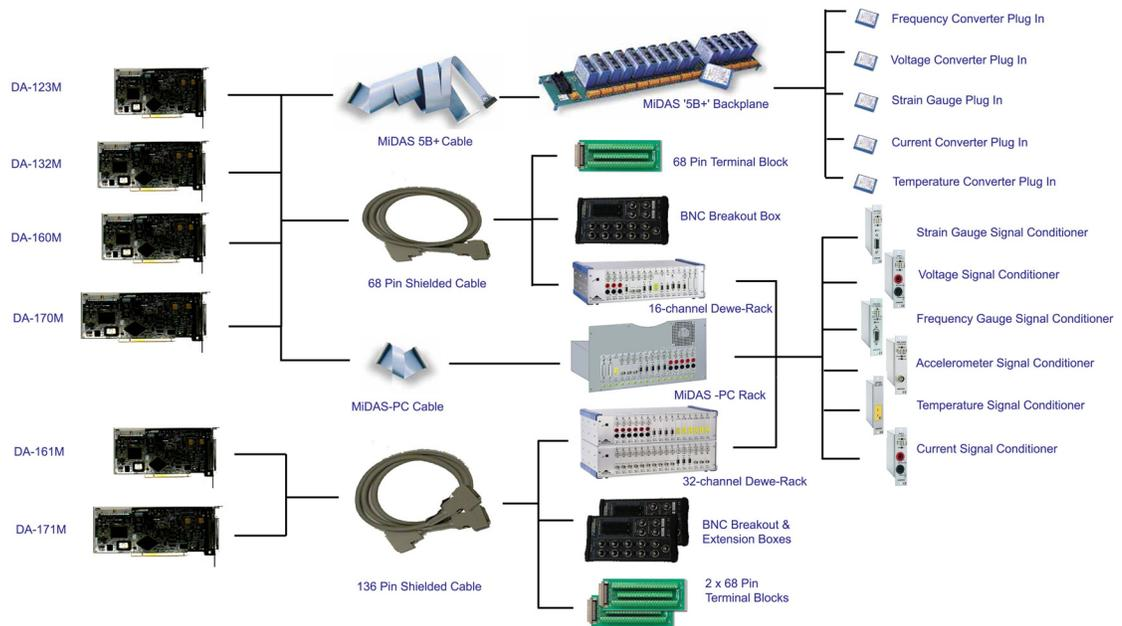 DA-123M
DA-132M
DA-160M
DA-170M
DA-161M
DA-171M
MiDAS 5B+ Cable
68 Pin Shielded Cable
MiDAS-PC Cable
136 Pin Shielded Cable
MiDAS '5B+' Backplane
68 Pin Terminal Block
BNC Breakout Box
16-channel Dewe-Rack
MiDAS -PC Rack
32-channel Dewe-Rack
BNC Breakout &
Extension Boxes
2 x 68 Pin
Terminal Blocks
Frequency Converter Plug In
Voltage Converter Plug In
Strain Gauge Plug In
Current Converter Plug In
Temperature Converter Plug In
Strain Gauge Signal Conditioner
Voltage Signal Conditioner
Frequency Gauge Signal Conditioner
Accelerometer Signal Conditioner
Temperature Signal Conditioner
Current Signal Conditioner